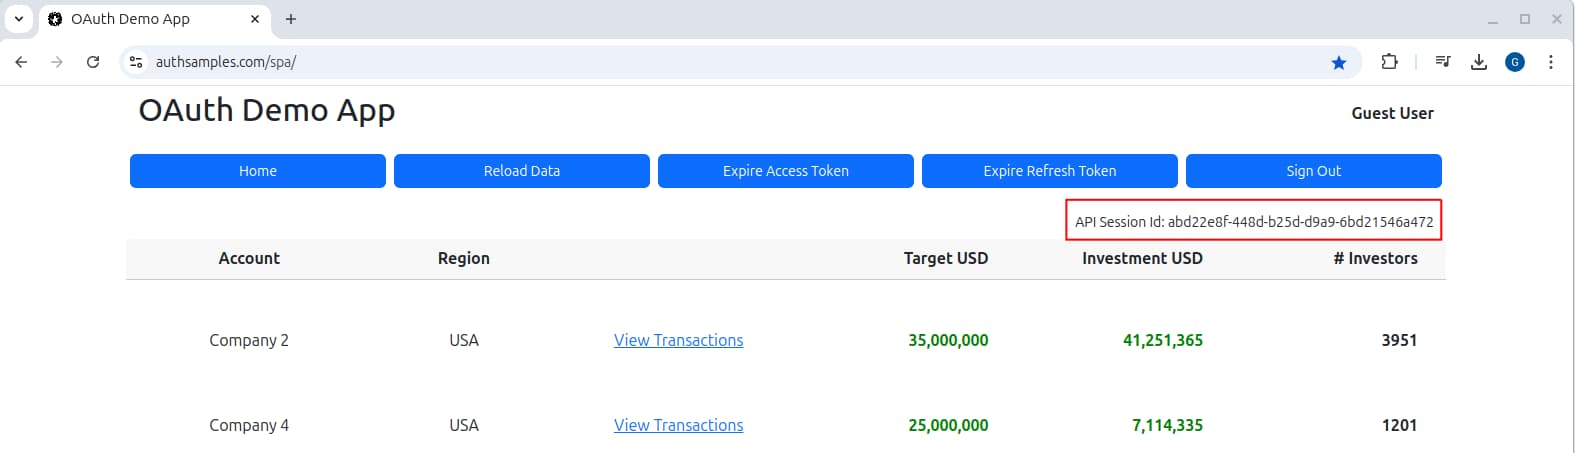 OAuth Demo App
authsamples.com/spa/
G
OAuth Demo App
Guest User
Home Reload Data Expire Access Token Expire Refresh Token Sign Out
API Session Id: abd22e8f-448d-b25d-d9a9-6bd21546a472
Account Region Target USD Investment USD # Investors
Company 2 USA View Transactions 35,000,000 41,251,365 3951
Company 4 USA View Transactions 25,000,000 7,114,335 1201